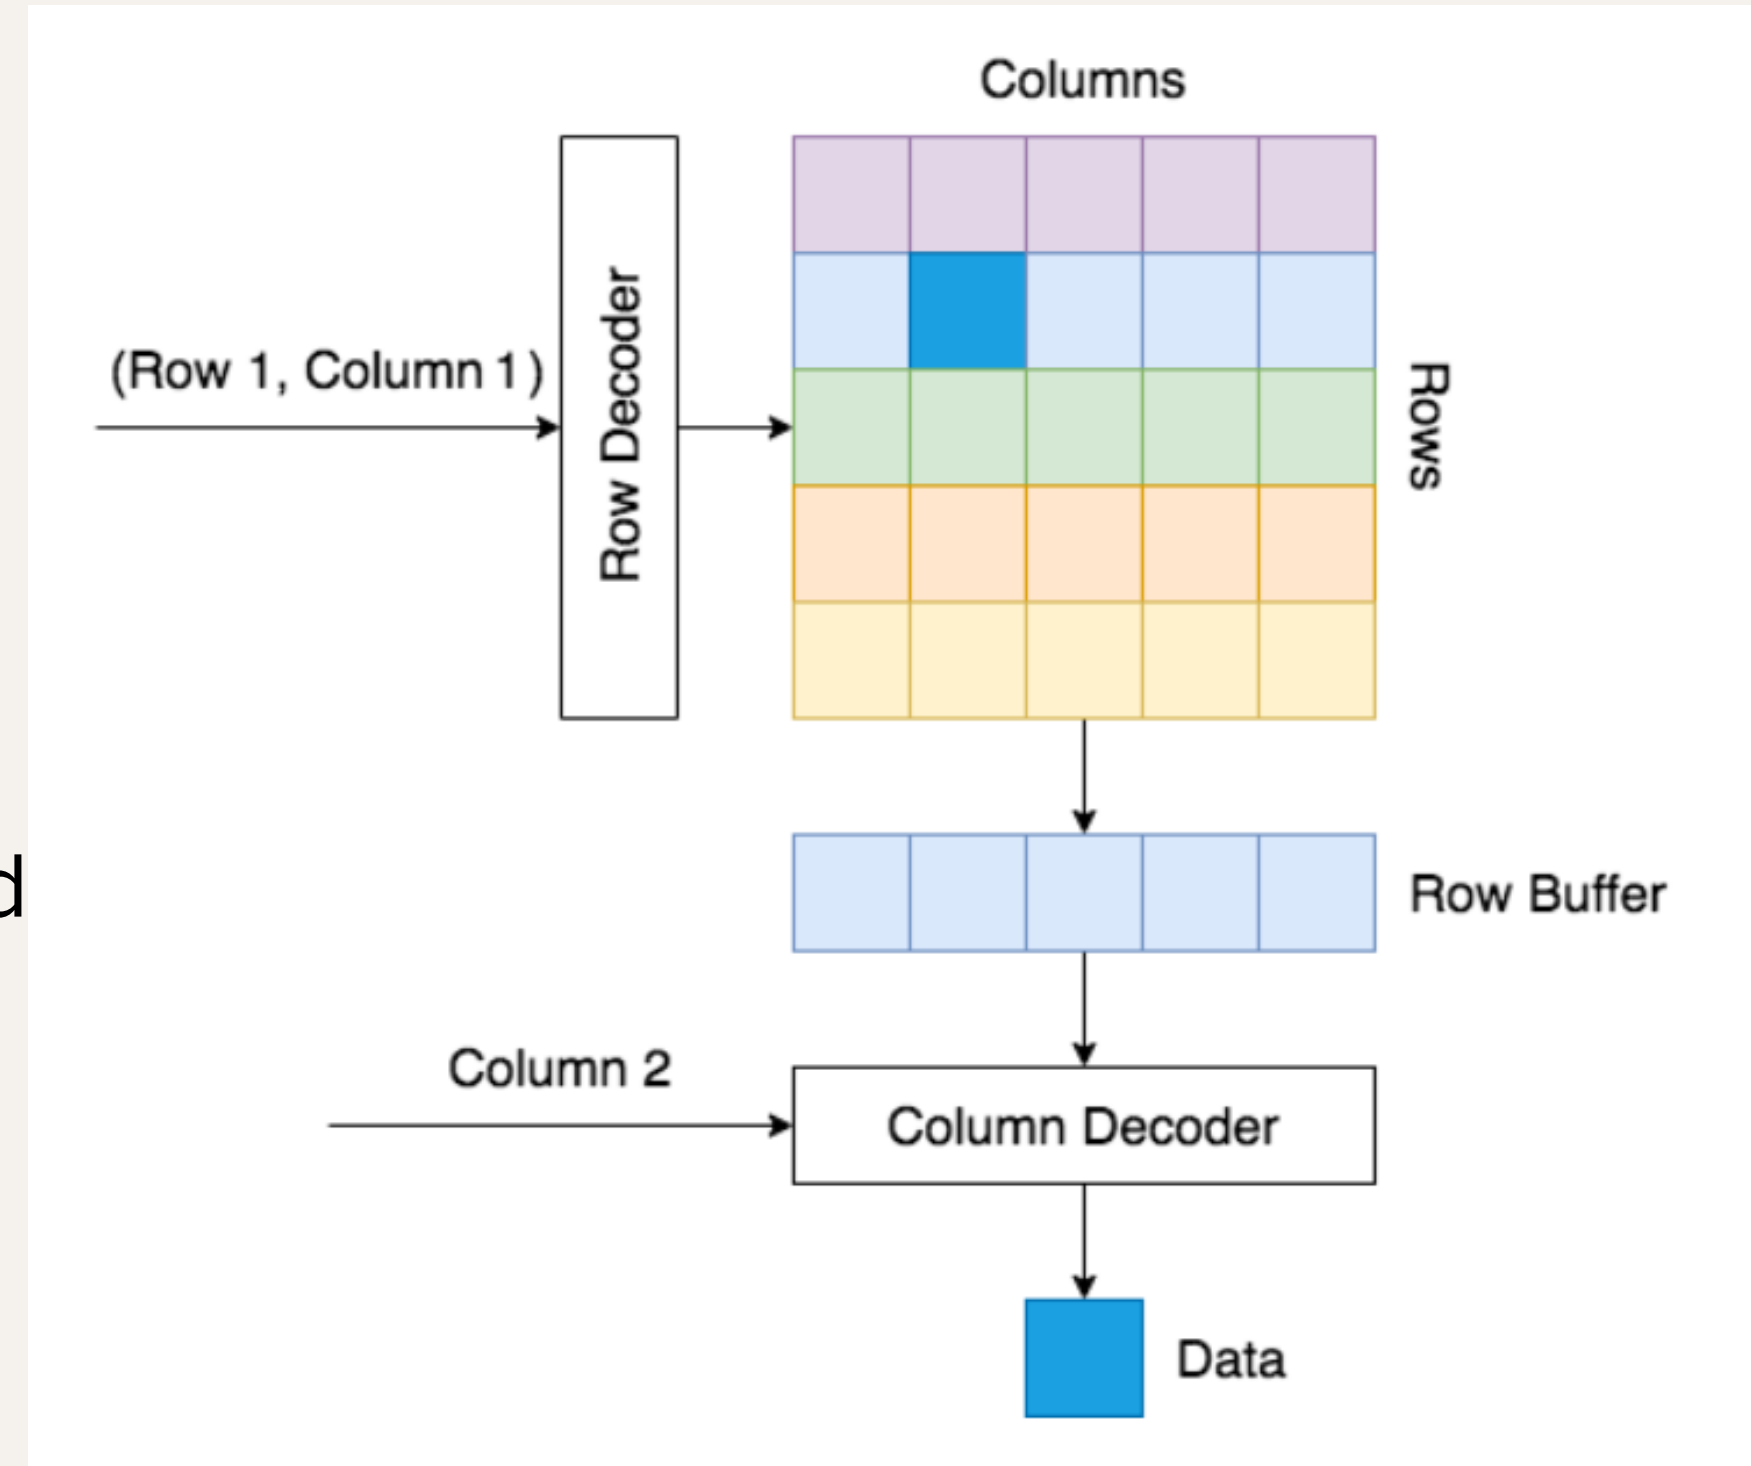 Columns
(Row 1, Column 1)
Row Decoder
Rows
d
Row Buffer
Column 2
Column Decoder
Data